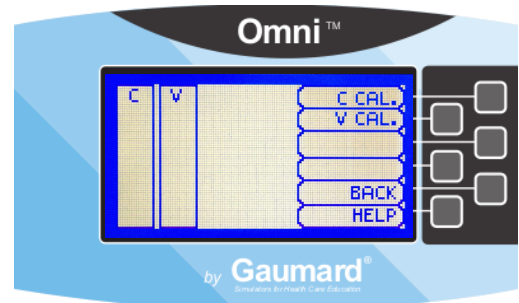 Omni™
C V
C CAL.
V CAL.
BACK
HELP
by Gaumard®
Simulators for Health Care Education